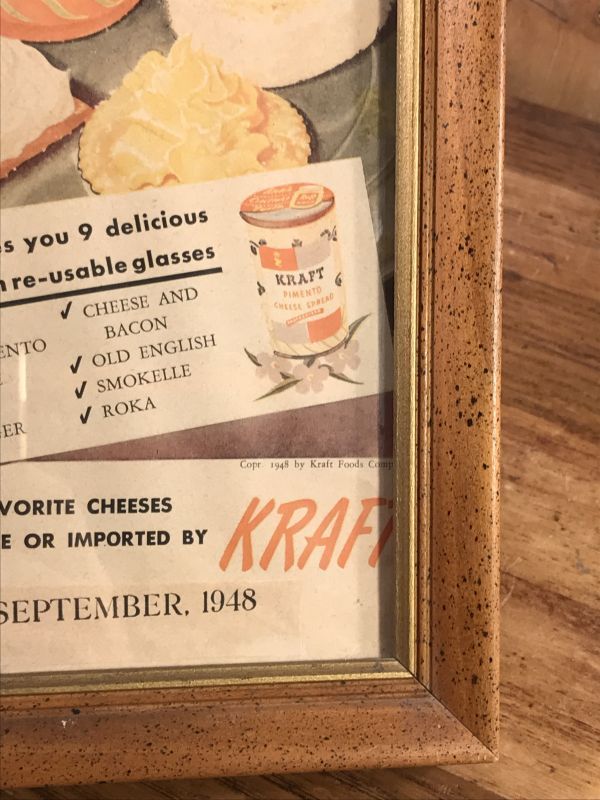 s you 9 delicious
re-usable glasses
✓ CHEESE AND
BACON
ENTO
✓ OLD ENGLISH
✓ SMOKELLE
ER
✓ ROKA
KRAFT
PIMENTO
CHEESE SPREAD
Copr. 1948 by Kraft Foods Comp
VORITE CHEESES
E OR IMPORTED BY
KRAFT
SEPTEMBER, 1948